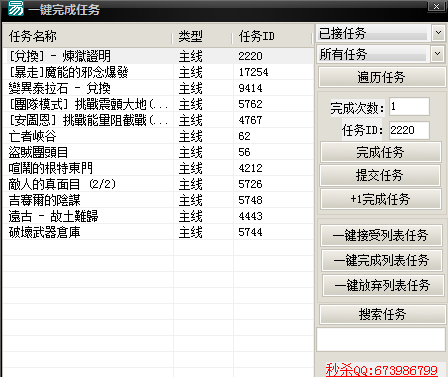 易 一键完成任务
任务名称 类型 任务ID
[兌換] - 煉獄證明 主线 2220
[暴走]魔能的邪念爆發 主线 17254
變異泰拉石 - 兌換 主线 9414
[團隊模式] 挑戰震顫大地(... 主线 5762
[安圖恩] 挑戰能量阻截戰(... 主线 4767
亡者峽谷 主线 62
盜賊團頭目 主线 56
喧鬧的根特東門 主线 4212
敵人的真面目 (2/2) 主线 5726
吉賽爾的陰謀 主线 5748
遠古 - 故土難歸 主线 4443
破壞武器倉庫 主线 5744
已接任务
所有任务
遍历任务
完成次数: 1
任务ID: 2220
完成任务
提交任务
+1完成任务
一键接受列表任务
一键完成列表任务
一键放弃列表任务
搜索任务
秒杀QQ:673986799